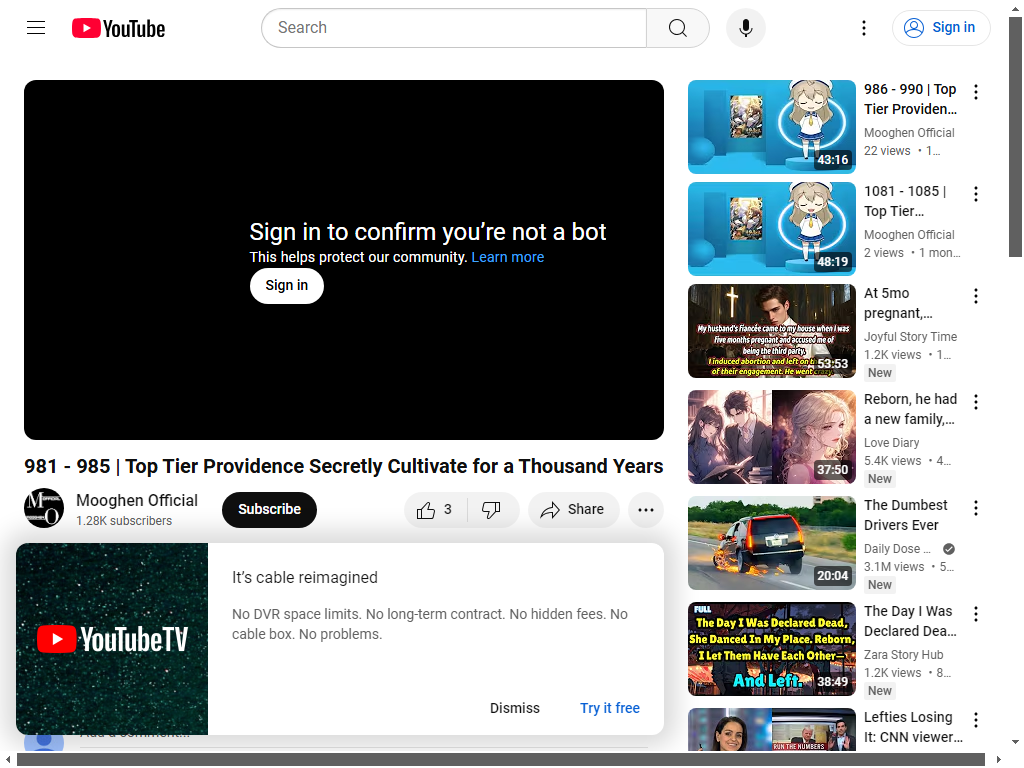 YouTube
Search
Sign in
Sign in to confirm you’re not a bot
This helps protect our community. Learn more
Sign in
981 - 985 | Top Tier Providence Secretly Cultivate for a Thousand Years
Mooghen Official
1.28K subscribers
Subscribe
3
Share
YouTubeTV
It’s cable reimagined
No DVR space limits. No long-term contract. No hidden fees. No
cable box. No problems.
Dismiss
Try it free
Add a comment...
986 - 990 | Top
Tier Providen...
Mooghen Official
22 views • 1...
43:16
1081 - 1085 |
Top Tier...
Mooghen Official
2 views • 1 mon...
48:19
My husband's fiancée came to my house when I was
five months pregnant and accused me of
being the third party.
I induced abortion and left on t
of their engagement. He went crazy
53:53
At 5mo
pregnant,...
Joyful Story Time
1.2K views • 1...
New
37:50
Reborn, he had
a new family,...
Love Diary
5.4K views • 4...
New
20:04
The Dumbest
Drivers Ever
Daily Dose ...
3.1M views • 5...
New
FULL
The Day I Was Declared Dead,
She Danced In My Place. Reborn,
I Let Them Have Each Other—
And Left.
38:49
The Day I Was
Declared Dea...
Zara Story Hub
1.2K views • 8...
New
RUN THE NUMBERS
Lefties Losing
It: CNN viewer...